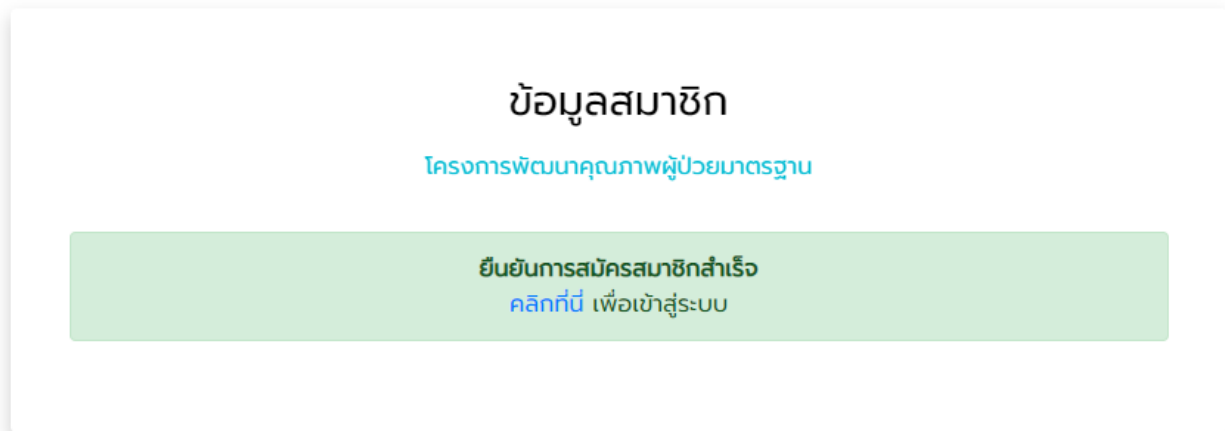 ข้อมูลสมาชิก
โครงการพัฒนาคุณภาพผู้ป่วยมาตรฐาน
ยืนยันการสมัครสมาชิกสำเร็จ
คลิกที่นี่ เพื่อเข้าสู่ระบบ